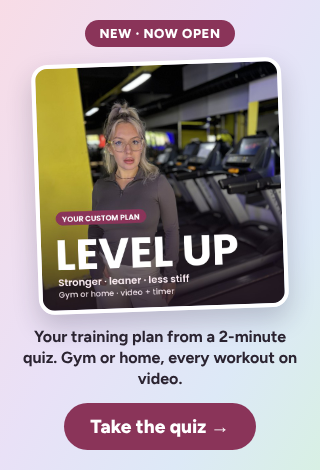 NEW · NOW OPEN
YOUR CUSTOM PLAN
LEVEL UP
Stronger · leaner · less stiff
Gym or home · video + timer
Your training plan from a 2-minute
quiz. Gym or home, every workout on
video.
Take the quiz →